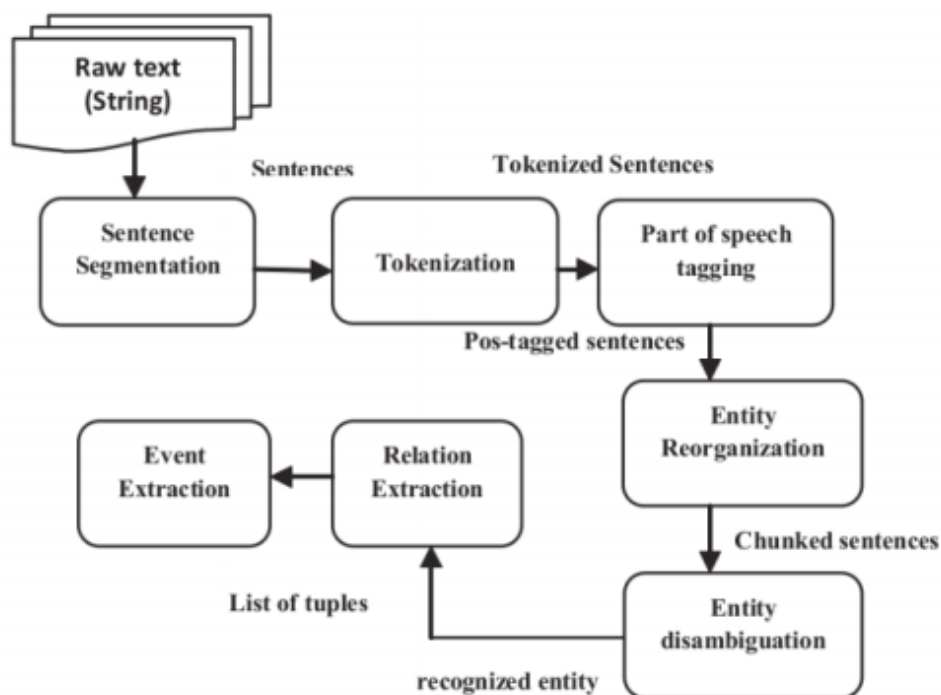 Raw text
(String)
Sentences
Tokenized Sentences
Sentence
Segmentation
Tokenization
Part of speech
tagging
Pos-tagged sentences
Entity
Reorganization
Event
Extraction
Relation
Extraction
Chunked sentences
List of tuples
Entity
disambiguation
recognized entity